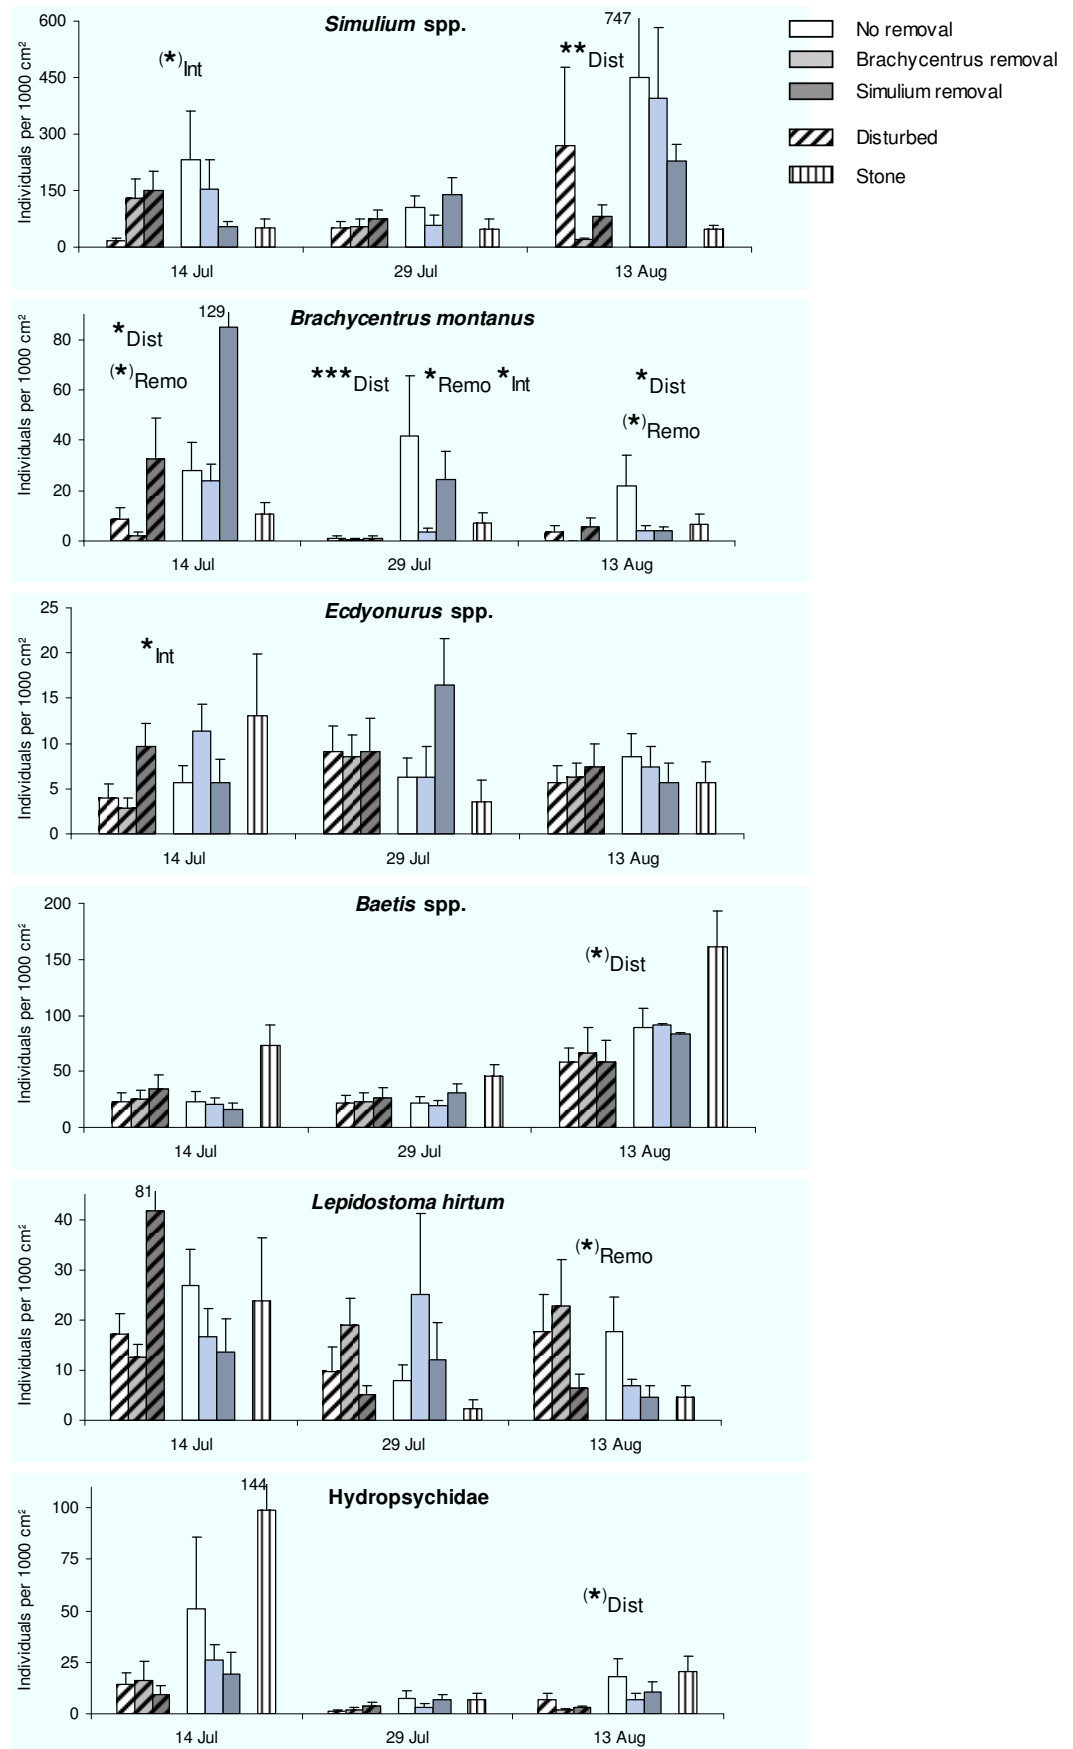 Simulium spp.
Individuals per 1000 cm²
600
450
300
150
0
(*)Int
**Dist
747
14 Jul
29 Jul
13 Aug
No removal
Brachycentrus removal
Simulium removal
Disturbed
Stone
Brachycentrus montanus
Individuals per 1000 cm²
80
60
40
20
0
129
*Dist
(*)Remo
***Dist *Remo *Int
*Dist
(*)Remo
14 Jul
29 Jul
13 Aug
Ecdyonurus spp.
Individuals per 1000 cm²
25
20
15
10
5
0
*Int
14 Jul
29 Jul
13 Aug
Baetis spp.
Individuals per 1000 cm²
200
150
100
50
0
(*)Dist
14 Jul
29 Jul
13 Aug
Lepidostoma hirtum
Individuals per 1000 cm²
40
30
20
10
0
81
(*)Remo
14 Jul
29 Jul
13 Aug
Hydropsychidae
Individuals per 1000 cm²
100
75
50
25
0
144
(*)Dist
14 Jul
29 Jul
13 Aug